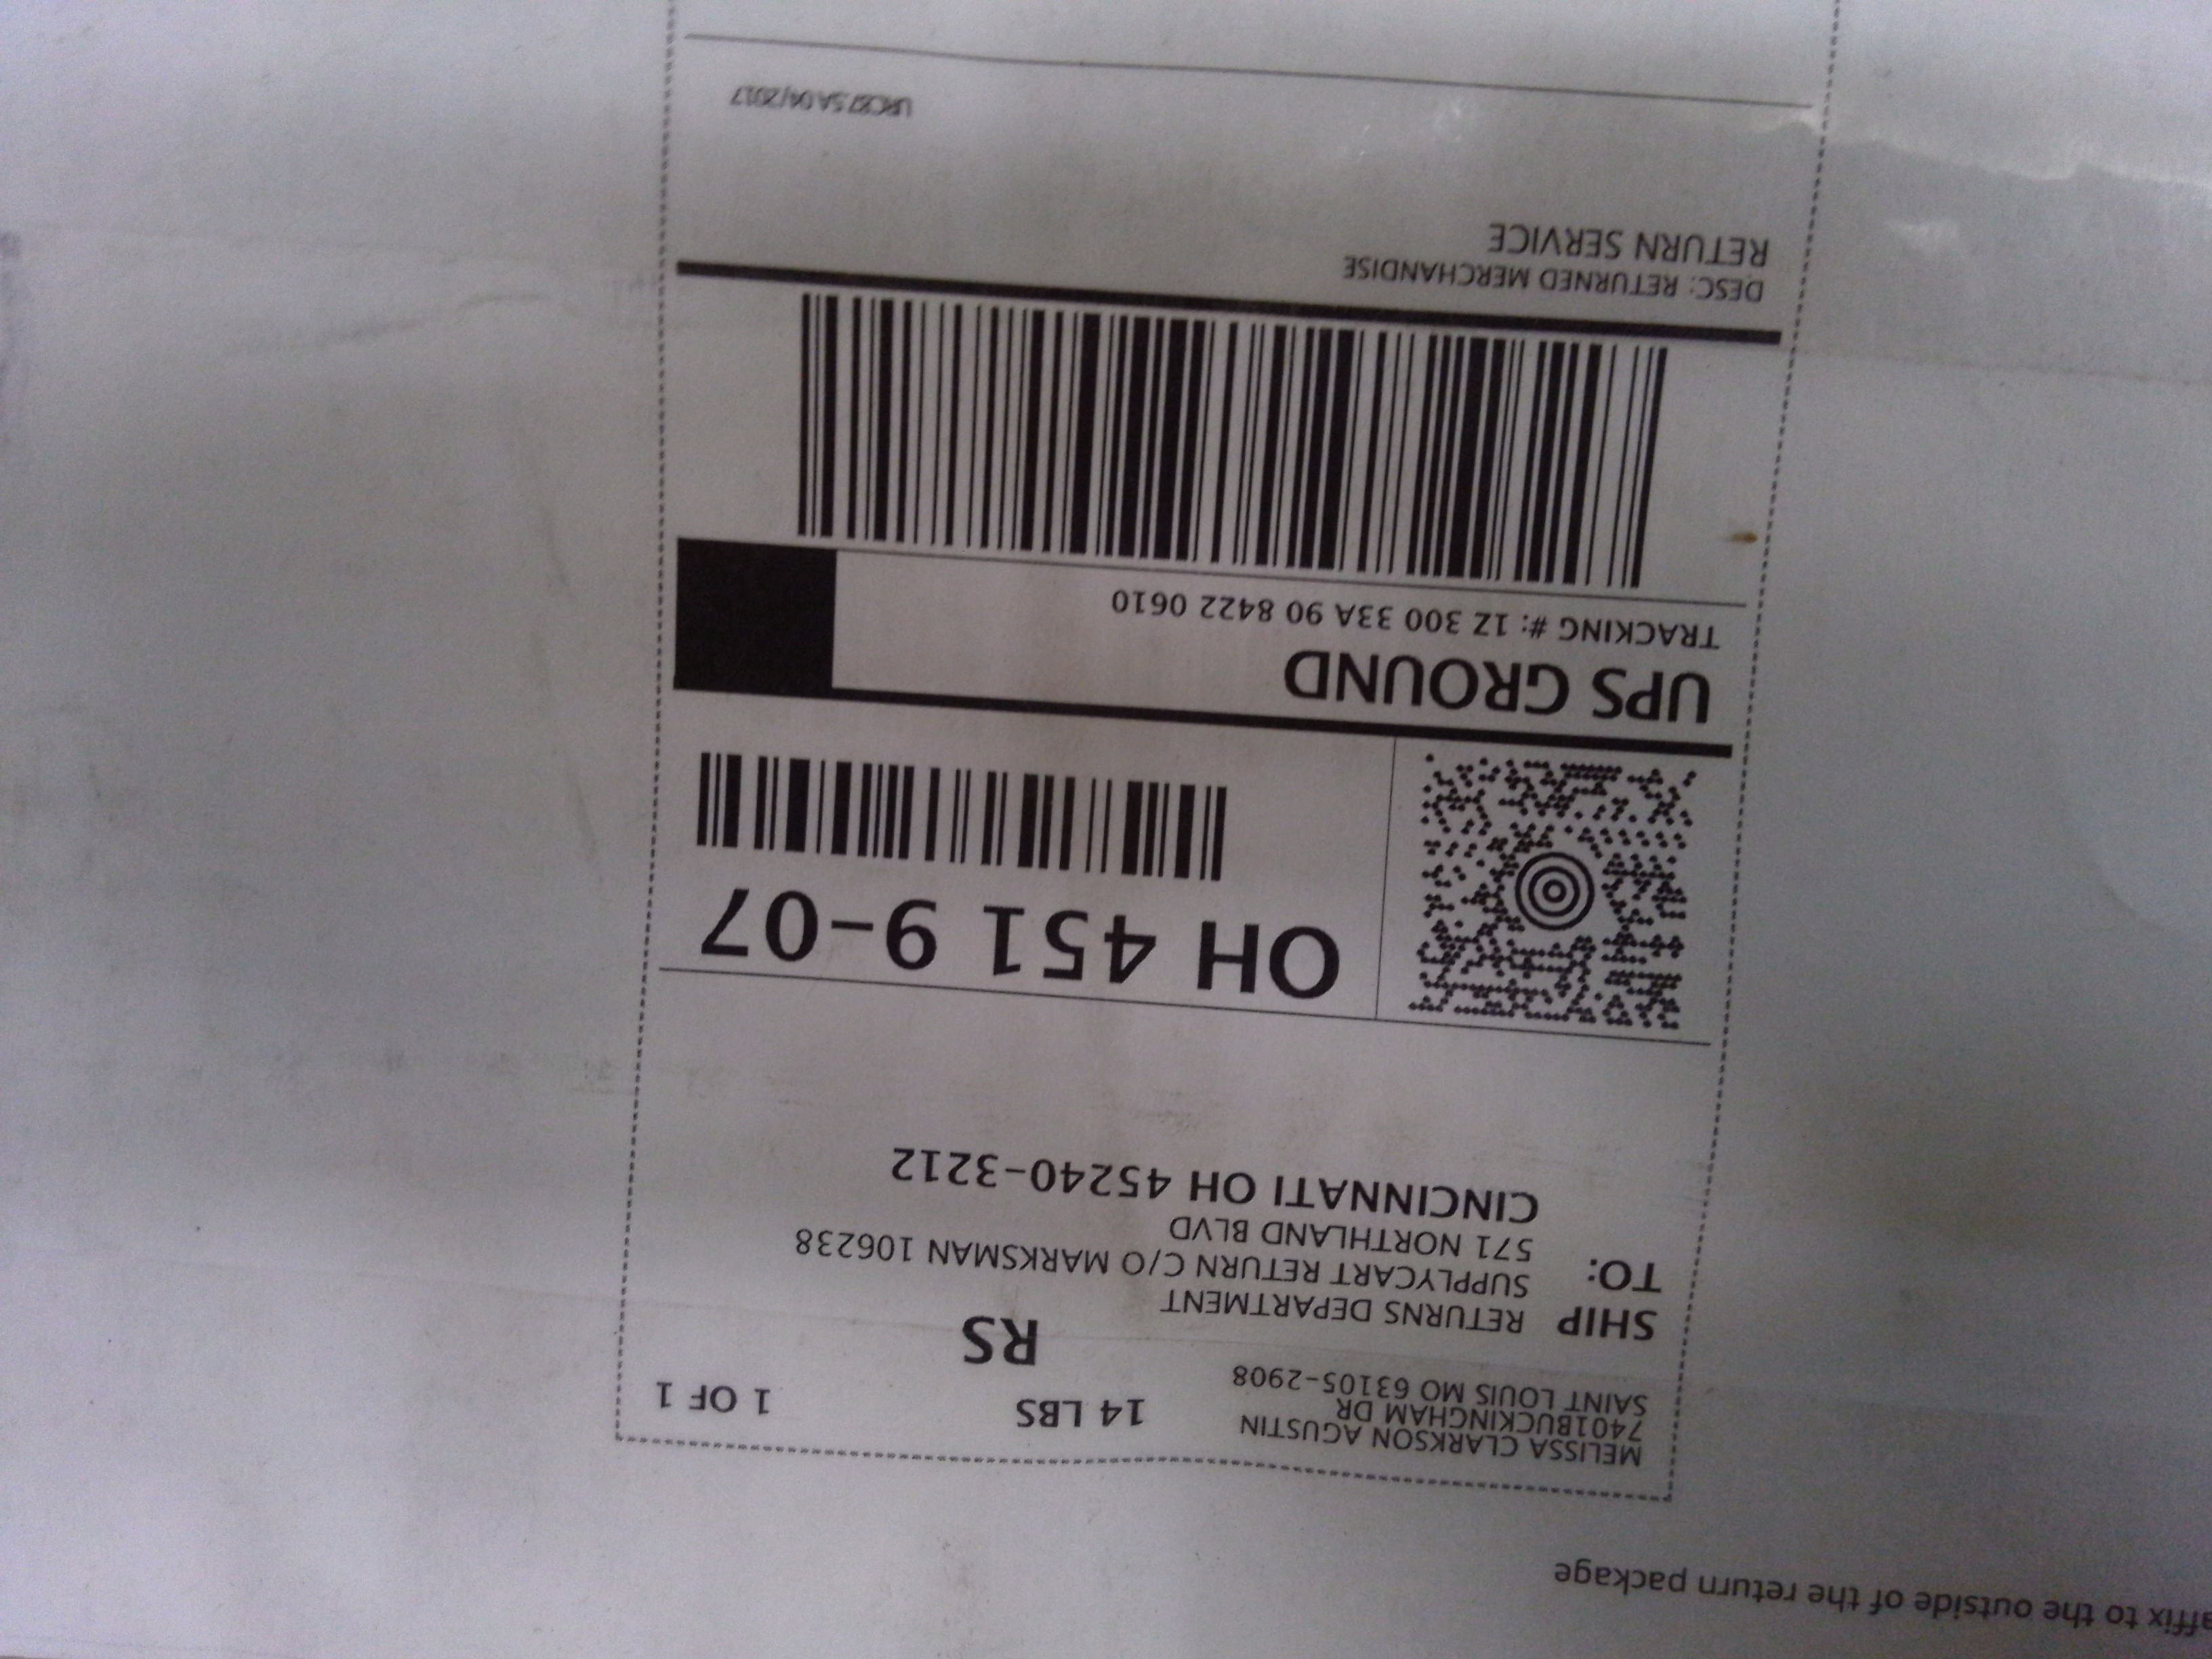 affix to the outside of the return package
MELISSA CLARKSON AGUSTIN
7401BUCKINGHAM DR
SAINT LOUIS MO 63105-2908
14 LBS
1 OF 1
RS
SHIP TO:
RETURNS DEPARTMENT
SUPPLYCART RETURN C/O MARKSMAN 106238
571 NORTHLAND BLVD
CINCINNATI OH 45240-3212
OH 451 9-07
UPS GROUND
TRACKING #: 1Z 300 33A 90 8422 0610
DESC: RETURNED MERCHANDISE
RETURN SERVICE
04/2017